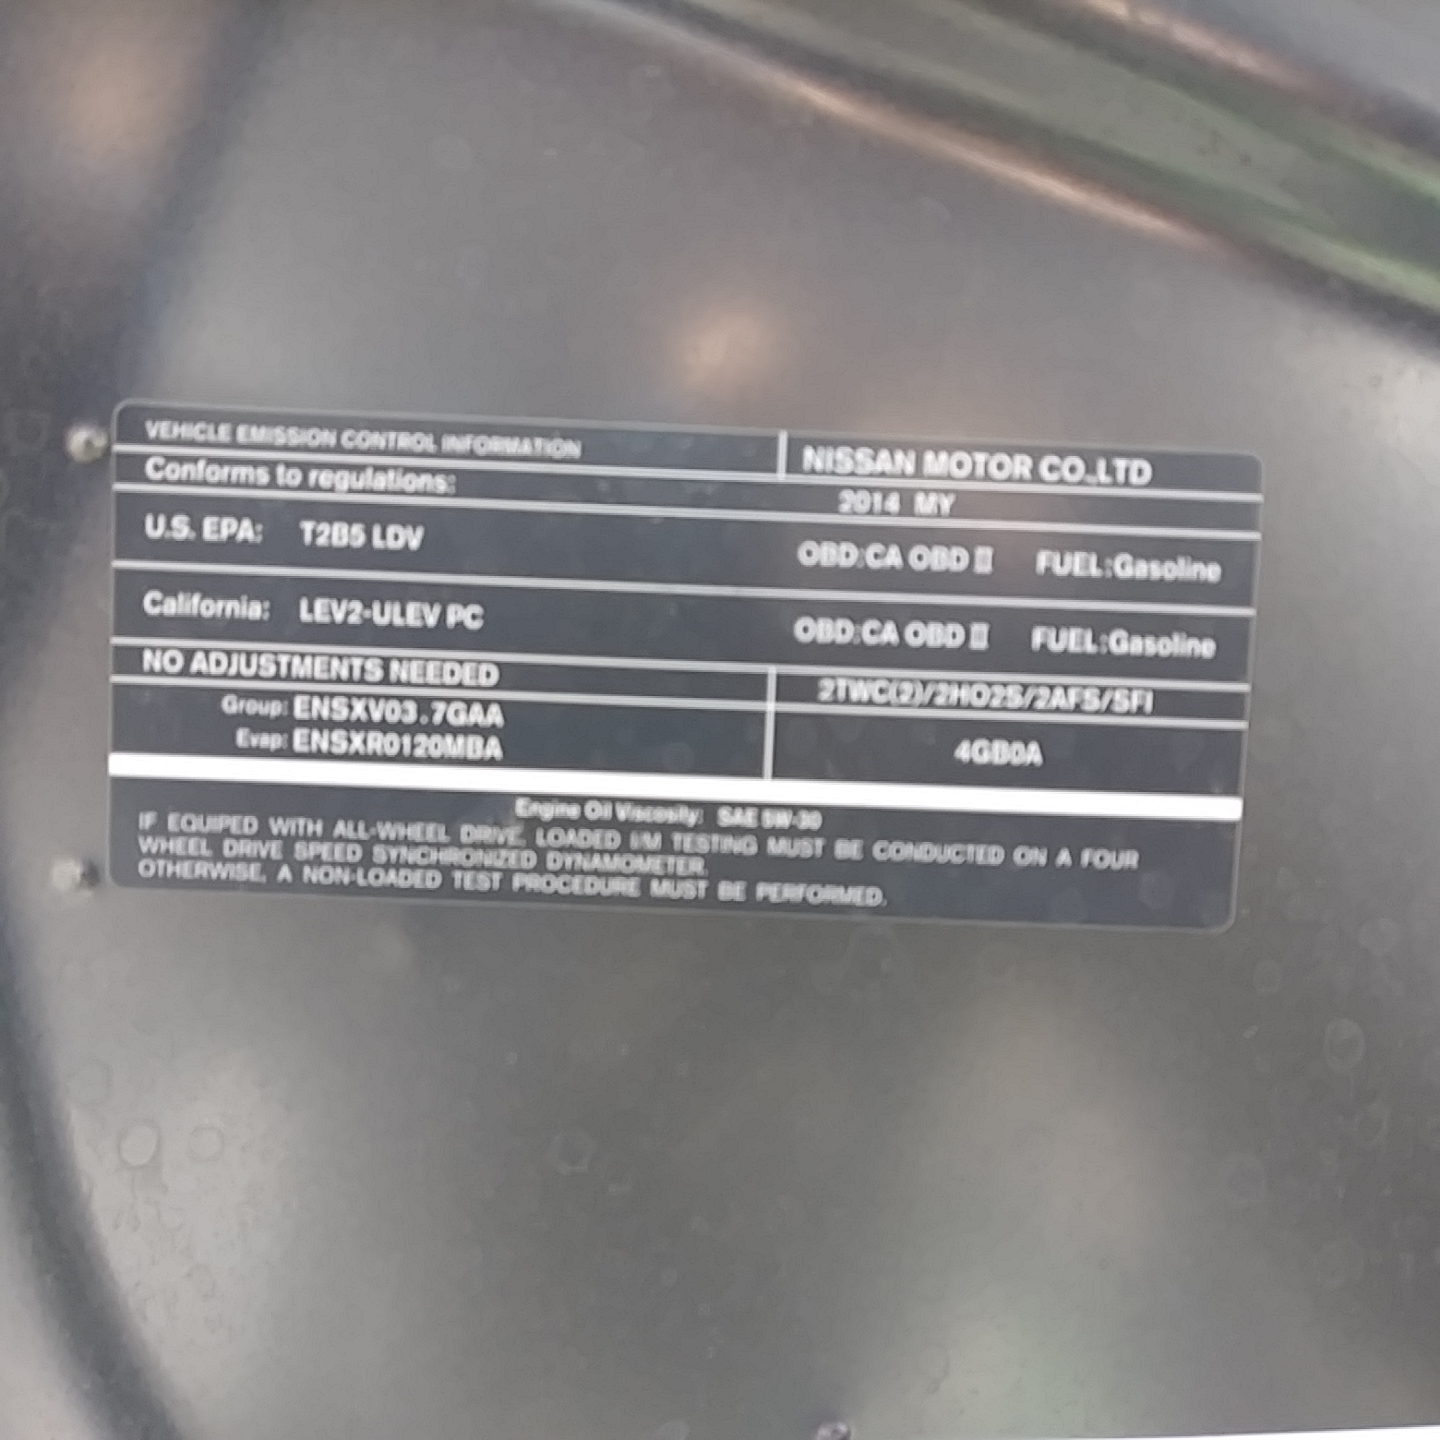 VEHICLE EMISSION CONTROL INFORMATION
NISSAN MOTOR CO.,LTD
Conforms to regulations:
2014 MY
U.S. EPA: T2B5 LDV OBD:CA OBD II FUEL:Gasoline
California: LEV2-ULEV PC OBD:CA OBD II FUEL:Gasoline
NO ADJUSTMENTS NEEDED
2TWC(2)/2HO2S/2AFS/SFI
Group: ENSXV03.7GAA
Evap: ENSXR0120MBA
4GB0A
Engine Oil Viscosity: SAE 5W-30
IF EQUIPED WITH ALL-WHEEL DRIVE, LOADED I/M TESTING MUST BE CONDUCTED ON A FOUR
WHEEL DRIVE SPEED SYNCHRONIZED DYNAMOMETER.
OTHERWISE, A NON-LOADED TEST PROCEDURE MUST BE PERFORMED.